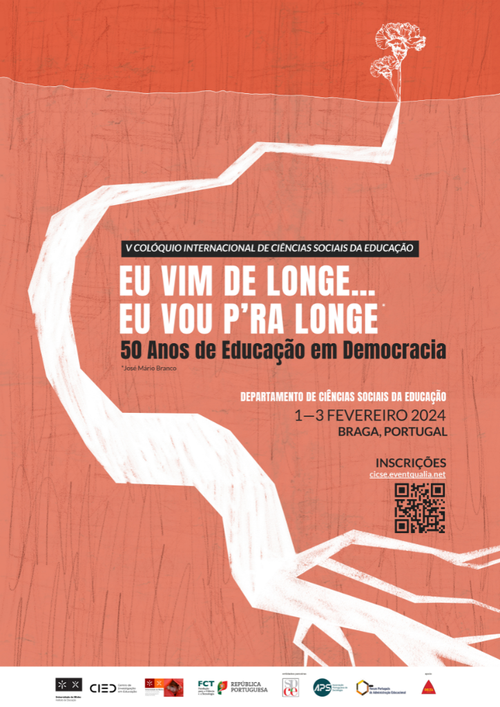 V COLÓQUIO INTERNACIONAL DE CIÊNCIAS SOCIAIS DA EDUCAÇÃO
EU VIM DE LONGE...
EU VOU P'RA LONGE*
50 Anos de Educação em Democracia
*José Mário Branco
DEPARTAMENTO DE CIÊNCIAS SOCIAIS DA EDUCAÇÃO
1—3 FEVEREIRO 2024
BRAGA, PORTUGAL
INSCRIÇÕES
cicse.eventqualia.net
CIED
FCT
REPÚBLICA
PORTUGUESA